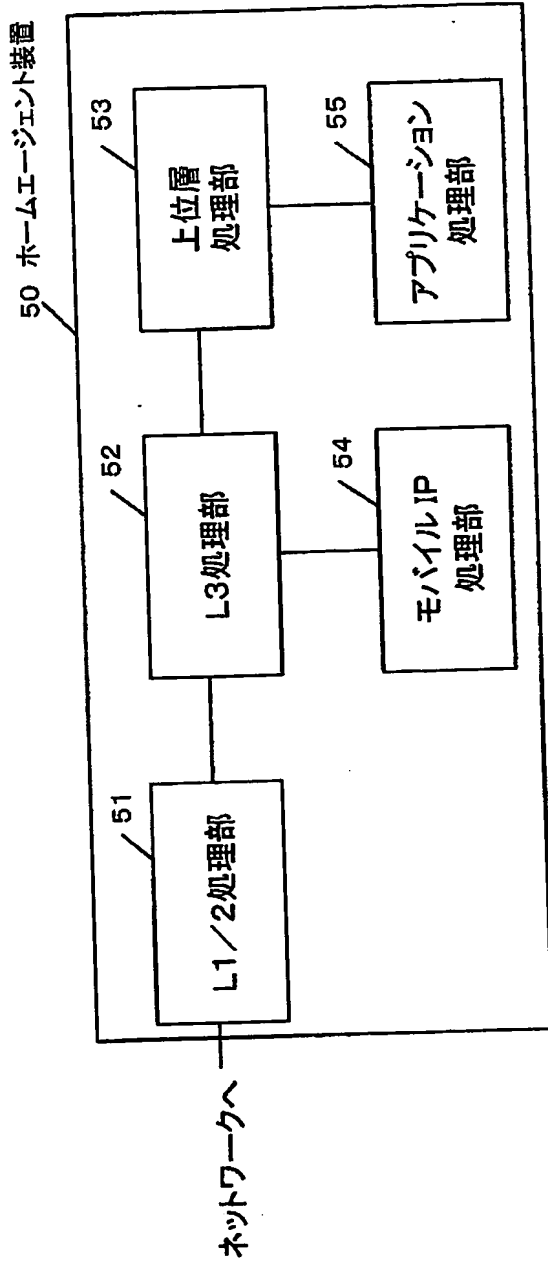 50 ホームエージェント装置
51
L1／2処理部
52
L3処理部
53
上位層
処理部
54
モバイルIP
処理部
55
アプリケーション
処理部
ネットワークへ